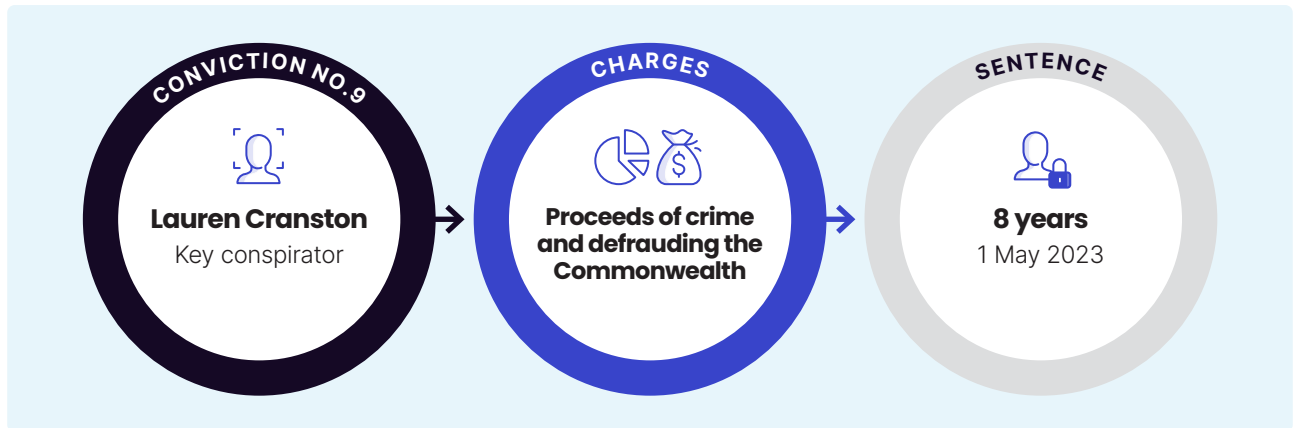 CONVICTION NO.9
Lauren Cranston
Key conspirator
CHARGES
$
Proceeds of crime
and defrauding the
Commonwealth
SENTENCE
8 years
1 May 2023